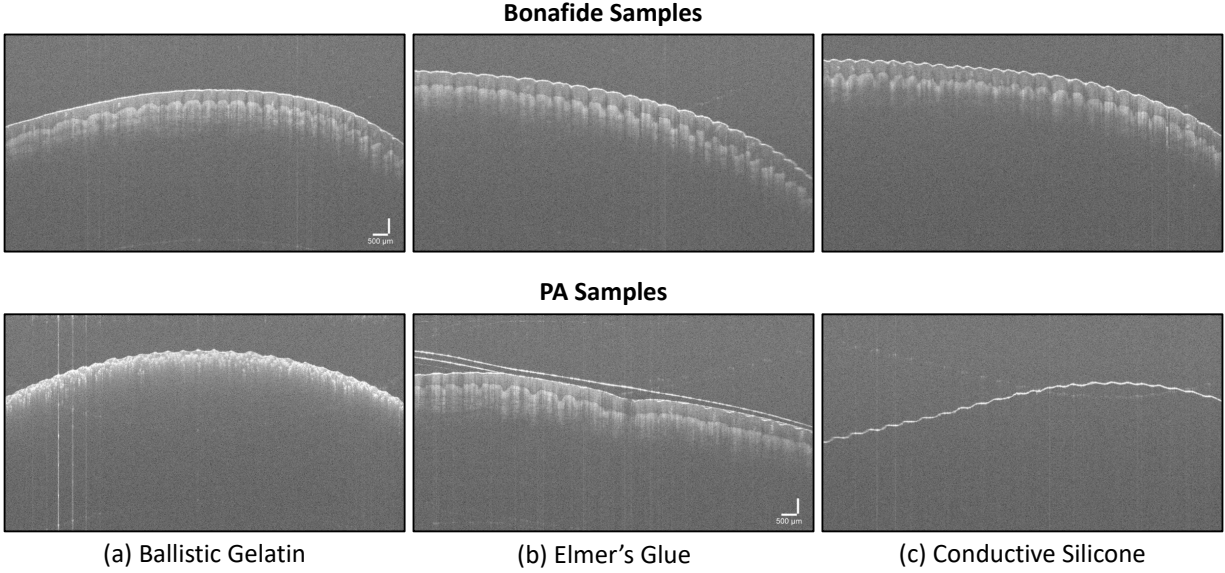 Bonafide Samples
500 µm
PA Samples
500 µm
(a) Ballistic Gelatin
(b) Elmer's Glue
(c) Conductive Silicone